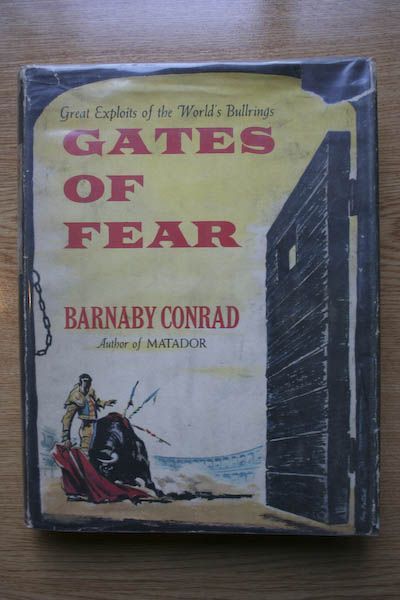 Great Exploits of the World's Bullrings
GATES
OF
FEAR
BARNABY CONRAD
Author of MATADOR